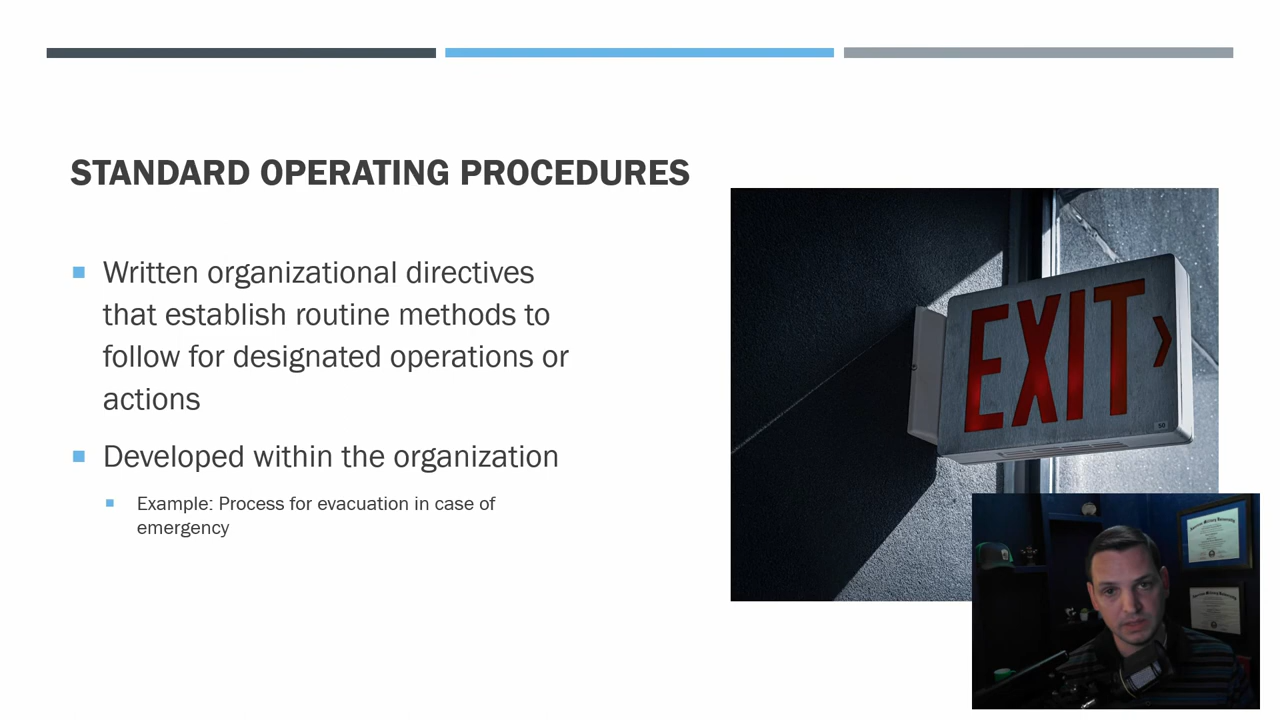 STANDARD OPERATING PROCEDURES
Written organizational directives
that establish routine methods to
follow for designated operations or
actions
Developed within the organization
Example: Process for evacuation in case of
emergency
EXIT